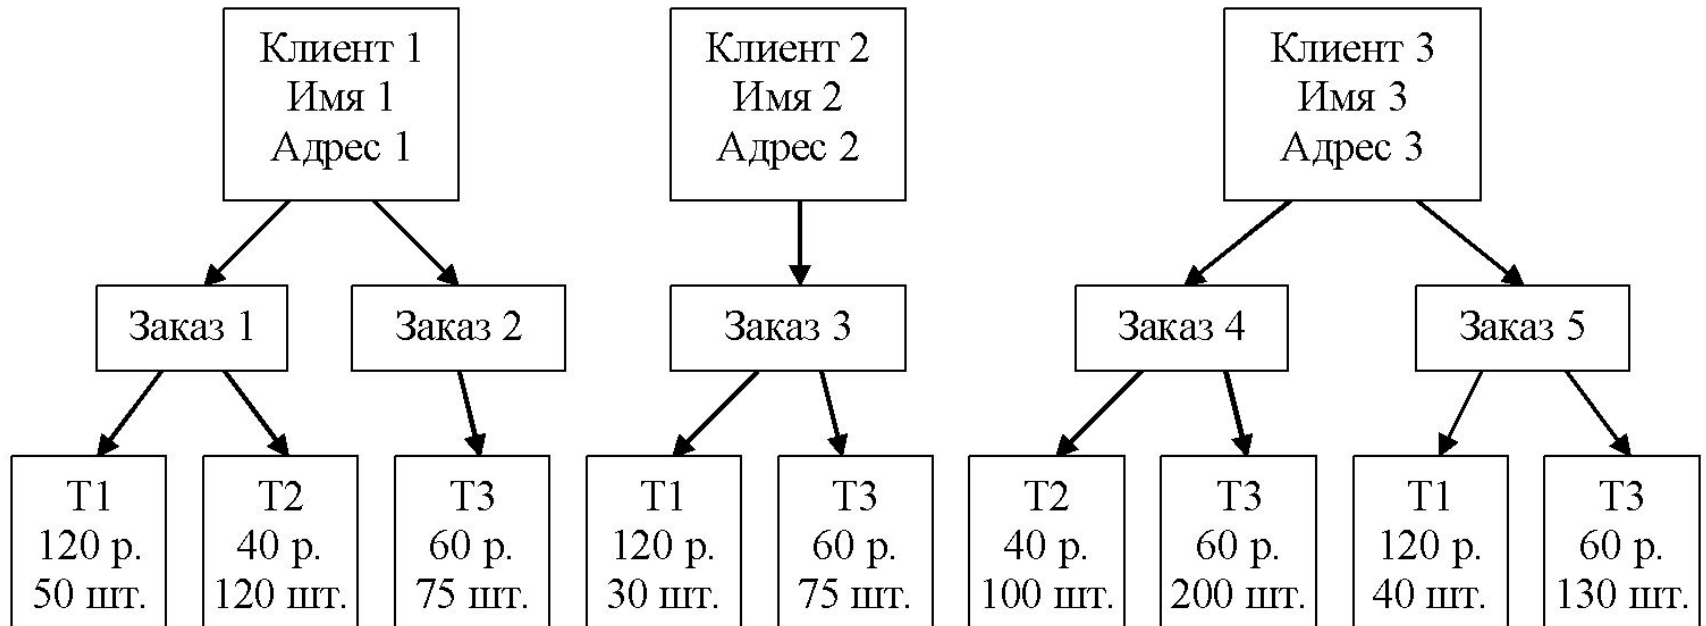 Клиент 1
Имя 1
Адрес 1
Клиент 2
Имя 2
Адрес 2
Клиент 3
Имя 3
Адрес 3
Заказ 1
Заказ 2
Заказ 3
Заказ 4
Заказ 5
Т1
120 р.
50 шт.
Т2
40 р.
120 шт.
Т3
60 р.
75 шт.
Т1
120 р.
30 шт.
Т3
60 р.
75 шт.
Т2
40 р.
100 шт.
Т3
60 р.
200 шт.
Т1
120 р.
40 шт.
Т3
60 р.
130 шт.